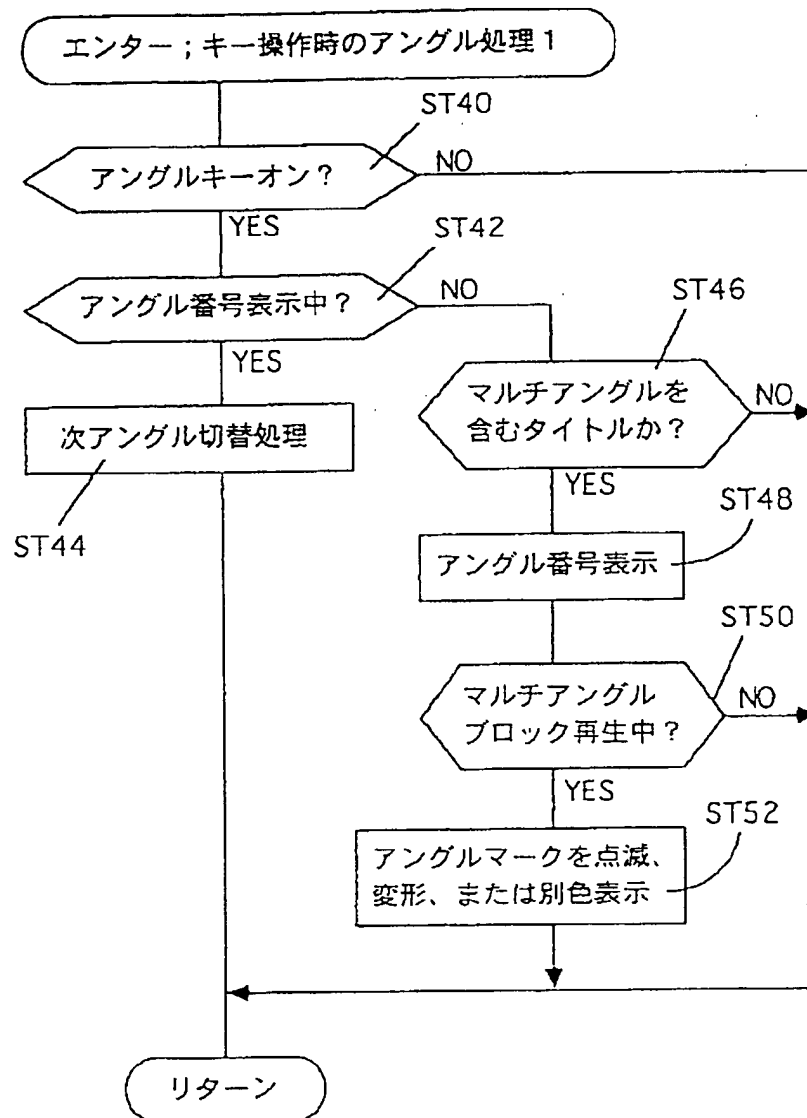 エンター；キー操作時のアングル処理1
ST40
アングルキーオン？
NO
YES
ST42
アングル番号表示中？
NO
ST46
YES
マルチアングルを
含むタイトルか？
NO
次アングル切替処理
YES
ST44
ST48
アングル番号表示
ST50
マルチアングル
ブロック再生中？
NO
YES
ST52
アングルマークを点滅、
変形、または別色表示
リターン